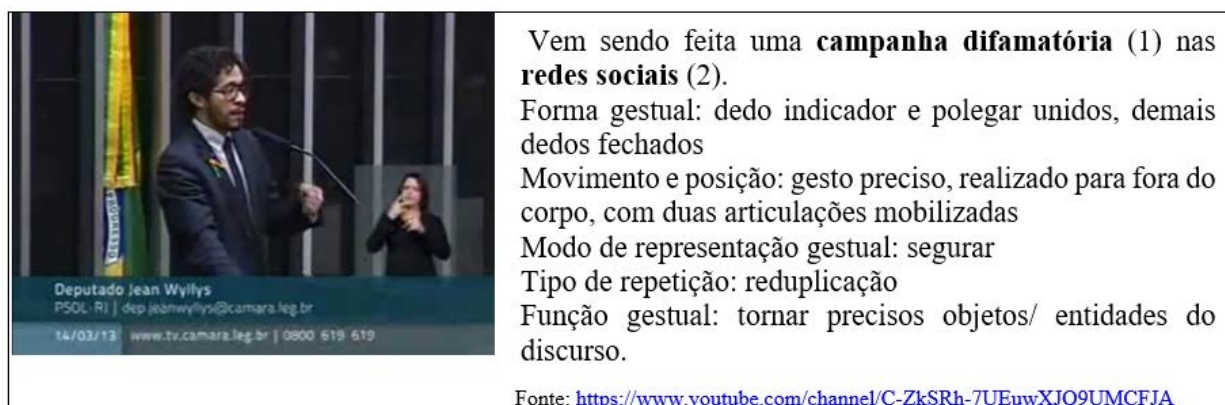 Vem sendo feita uma campanha difamatória (1) nas
redes sociais (2).
Forma gestual: dedo indicador e polegar unidos, demais
dedos fechados
Movimento e posição: gesto preciso, realizado para fora do
corpo, com duas articulações mobilizadas
Modo de representação gestual: segurar
Tipo de repetição: reduplicação
Função gestual: tornar precisos objetos/ entidades do
discurso.
Fonte: https://www.youtube.com/channel/C-ZkSRh-7UEuwXJO9UMCFJA
Deputado Jean Wyllys
PSOL-RJ | dep.jeanwyllys@camara.leg.br
14/03/13 www.tv.camara.leg.br | 0800 619 619